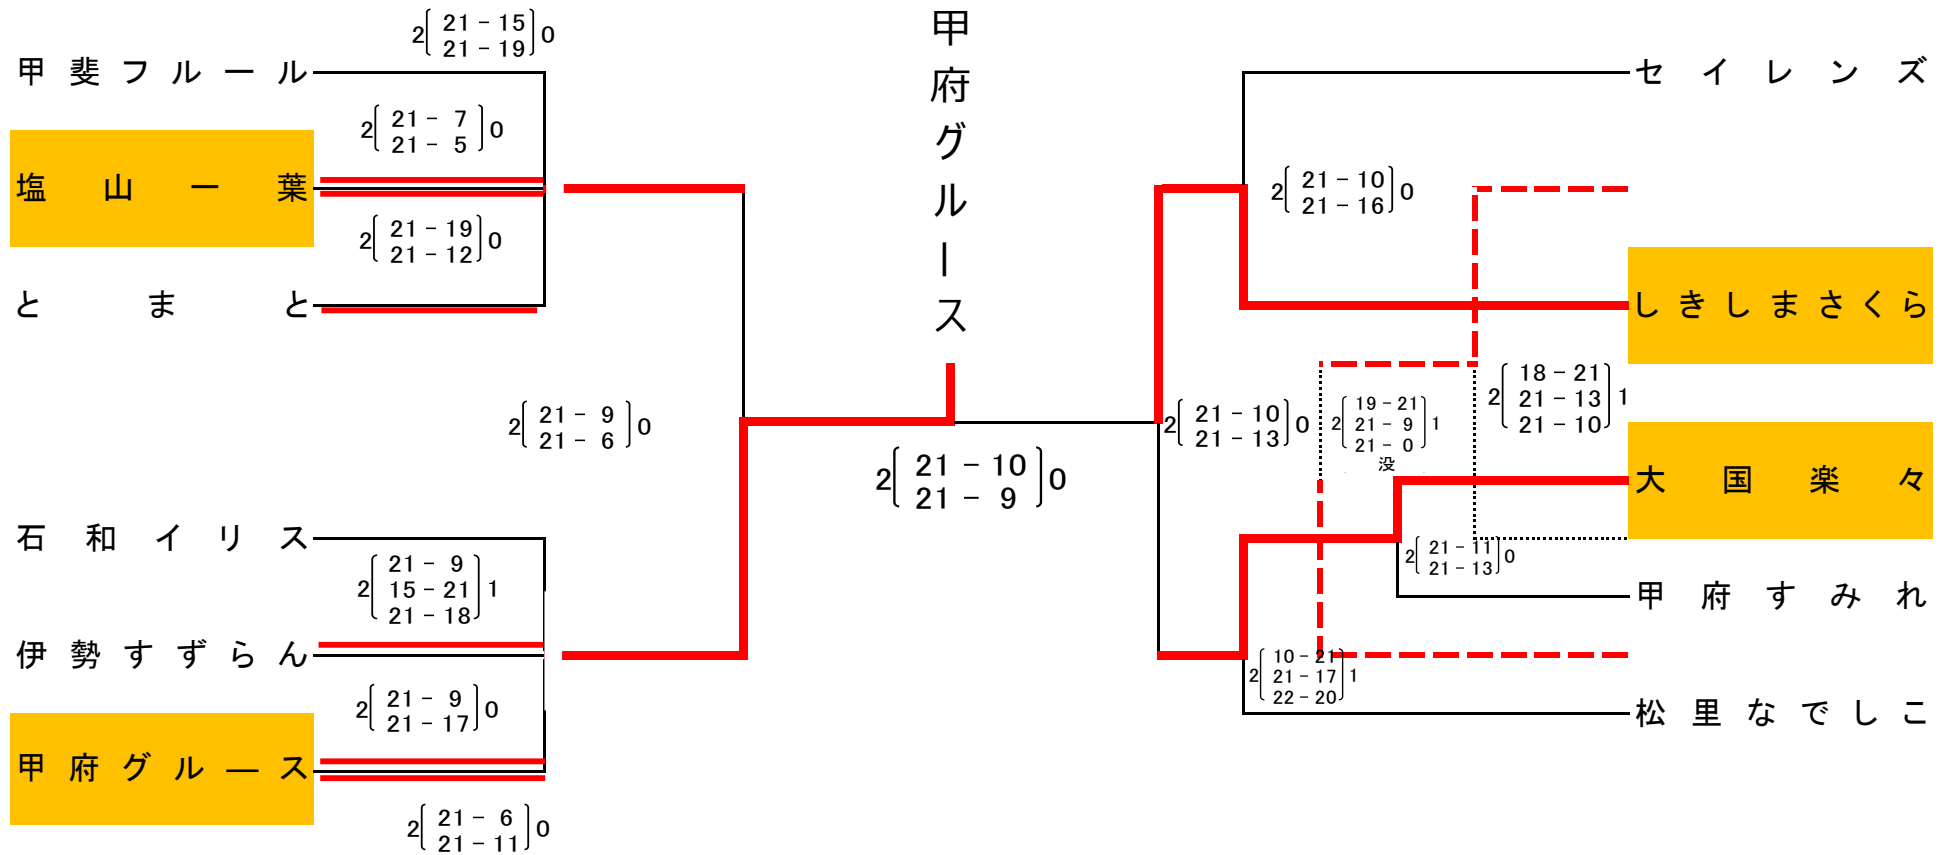 甲斐フルール
2 21 - 15 0
21 - 19
2 21 - 7 0
21 - 5
塩山一葉
2 21 - 19 0
21 - 12
とまと
2 21 - 9 0
21 - 6
石和イリス
2 21 - 9 1
15 - 21
21 - 18
伊勢すずらん
2 21 - 9 0
21 - 17
甲府グル―ス
2 21 - 6 0
21 - 11
甲府グルース
2 21 - 10 0
21 - 9
セイレンズ
2 21 - 10 0
21 - 16
しきしまさくら
2 21 - 10 0
21 - 13
2 19 - 21 1
21 - 9
21 - 0
没
2 18 - 21 1
21 - 13
21 - 10
大国楽々
2 21 - 11 0
21 - 13
甲府すみれ
2 10 - 21 1
21 - 17
22 - 20
松里なでしこ